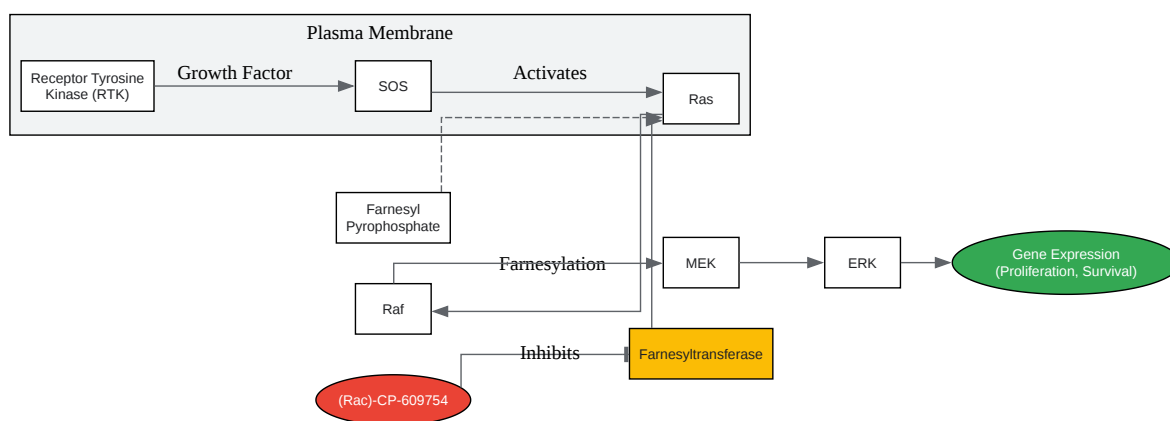 Plasma Membrane
Receptor Tyrosine
Kinase (RTK)
Growth Factor
SOS
Activates
Ras
Farnesyl
Pyrophosphate
Farnesylation
MEK
ERK
Gene Expression
(Proliferation, Survival)
Raf
Inhibits
Farnesyltransferase
(Rac)-CP-609754